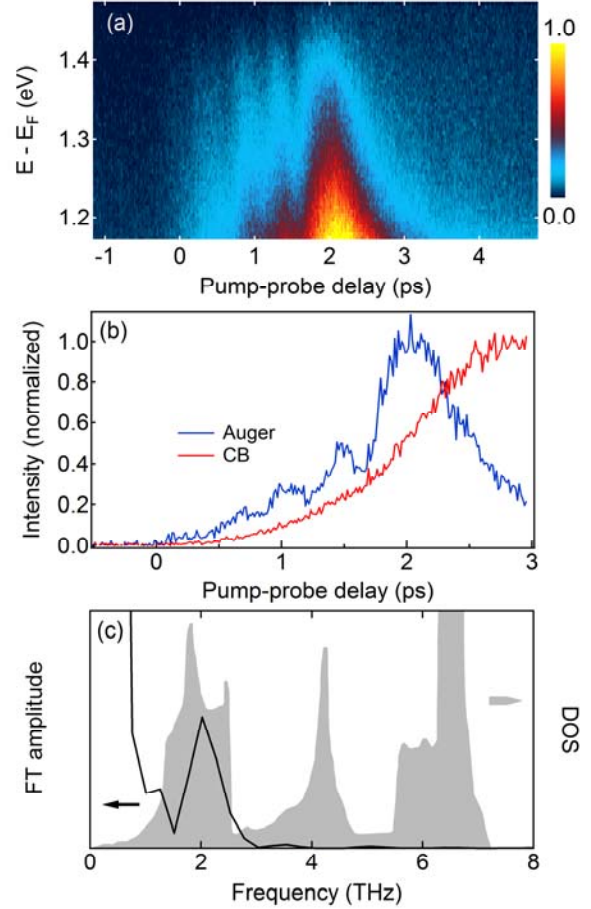 (a)
E - E_F (eV)
1.4
1.3
1.2
1.0
0.0
-1 0 1 2 3 4
Pump-probe delay (ps)
(b)
Intensity (normalized)
1.0
0.8
0.6
0.4
0.2
0.0
Auger
CB
0 1 2 3
Pump-probe delay (ps)
(c)
FT amplitude
DOS
0 2 4 6 8
Frequency (THz)